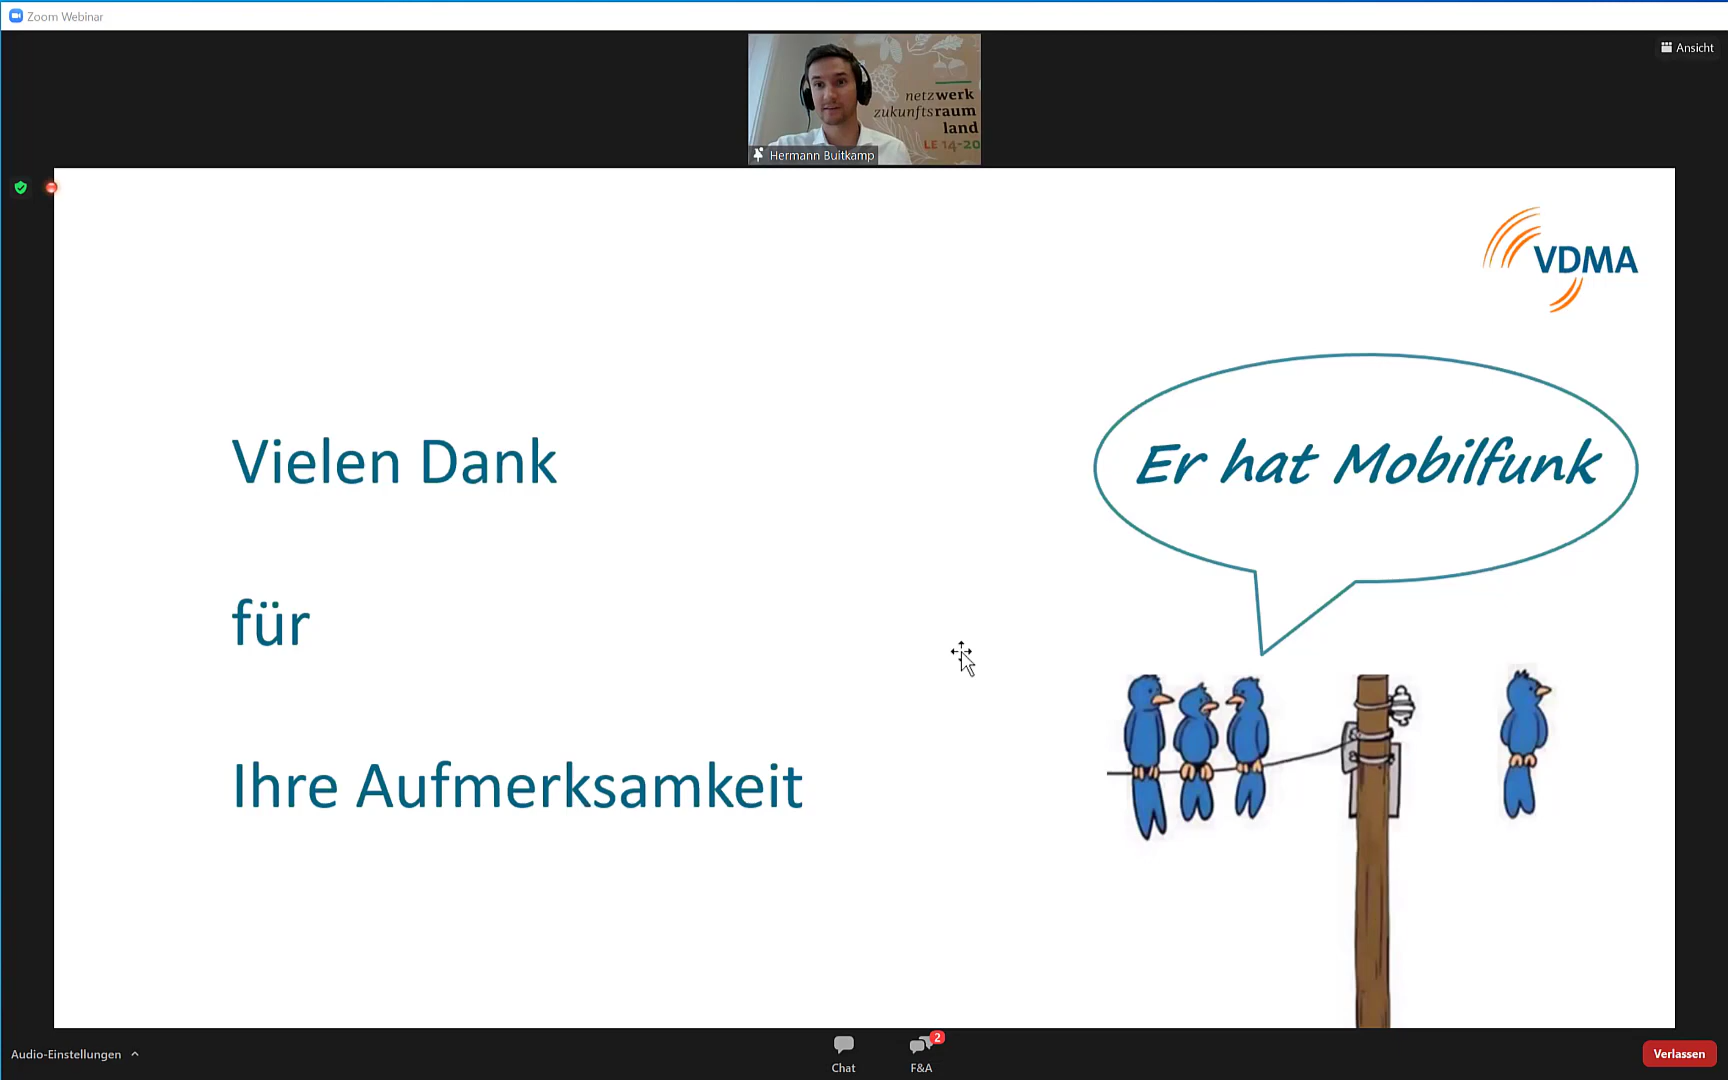 Zoom Webinar
Ansicht
netzwerk
zukunftsraum
land
LE 14-20
Hermann Buitkamp
VDMA
Er hat Mobilfunk
Vielen Dank
für
Ihre Aufmerksamkeit
Audio-Einstellungen
Chat
2
F&A
Verlassen